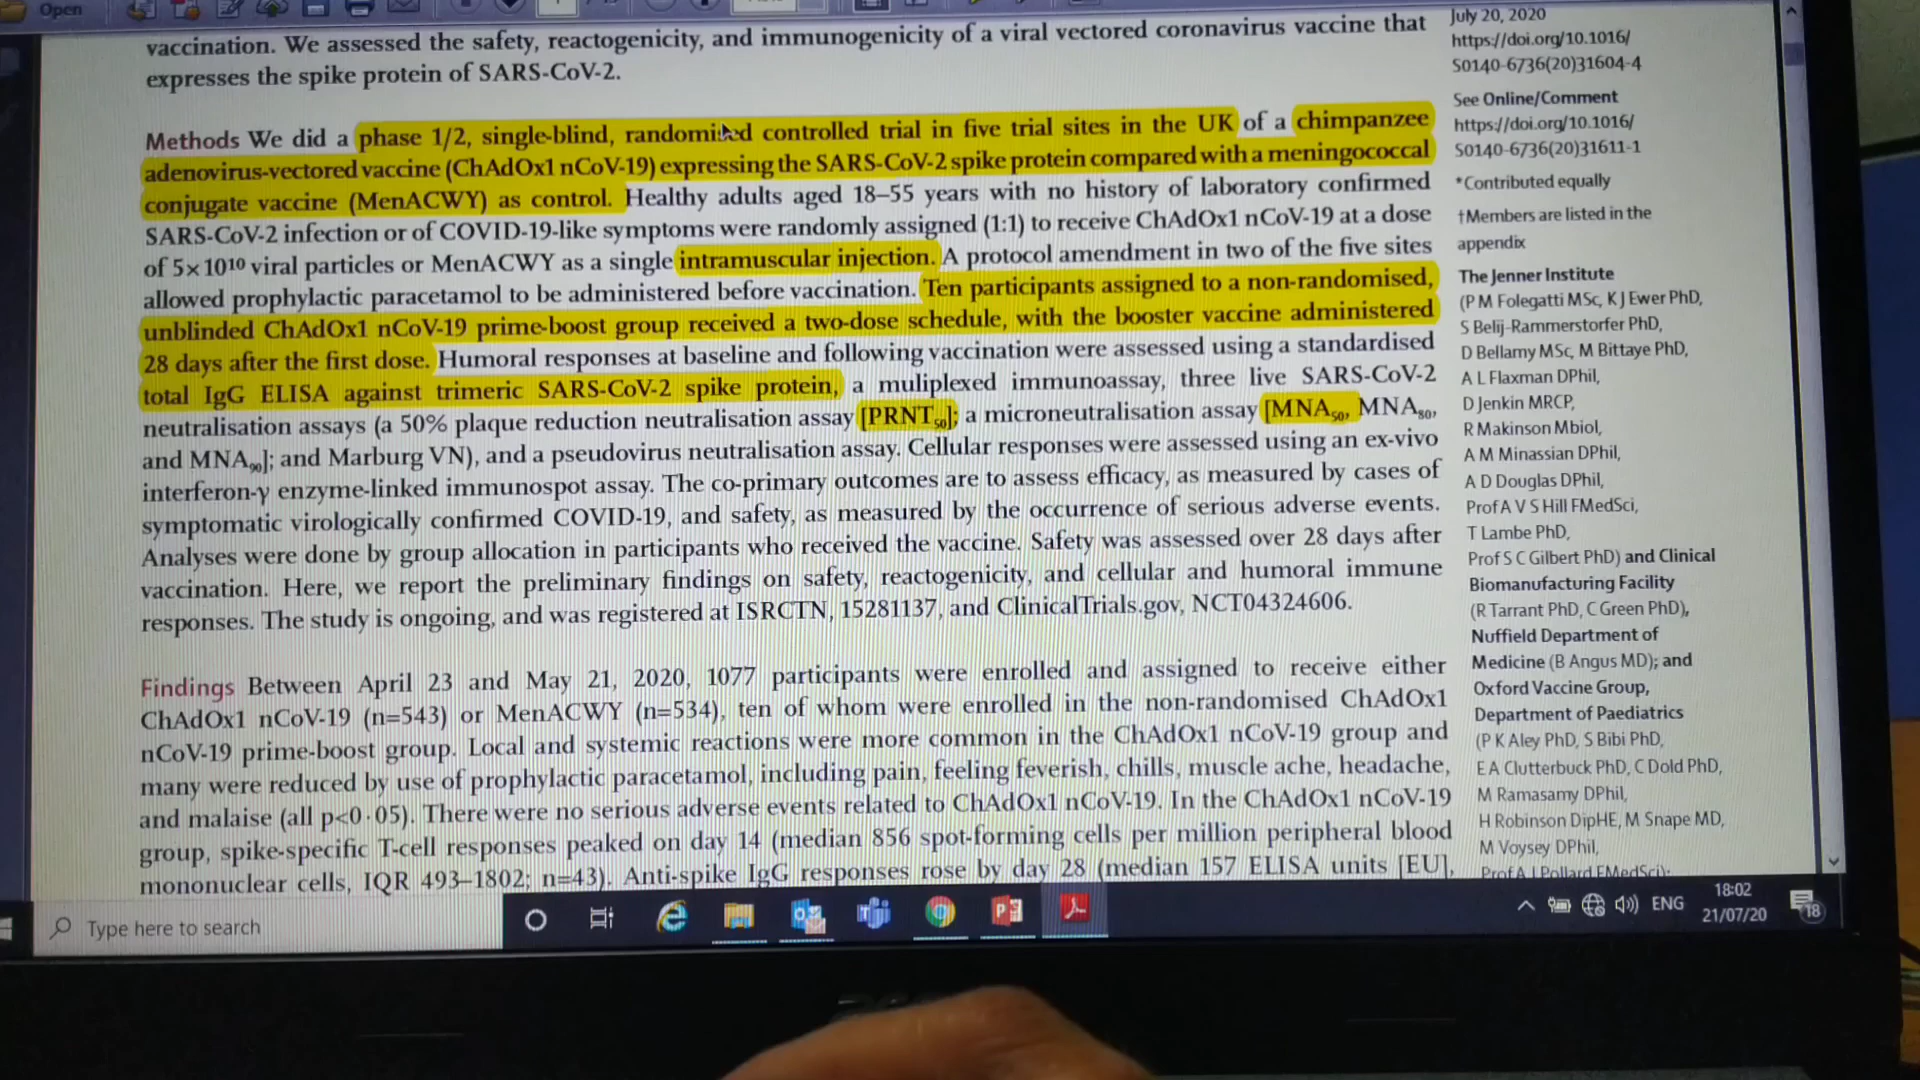 Open
vaccination. We assessed the safety, reactogenicity, and immunogenicity of a viral vectored coronavirus vaccine that
expresses the spike protein of SARS-CoV-2.
Methods We did a phase 1/2, single-blind, randomised controlled trial in five trial sites in the UK of a chimpanzee
adenovirus-vectored vaccine (ChAdOx1 nCoV-19) expressing the SARS-CoV-2 spike protein compared with a meningococcal
conjugate vaccine (MenACWY) as control. Healthy adults aged 18–55 years with no history of laboratory confirmed
SARS-CoV-2 infection or of COVID-19-like symptoms were randomly assigned (1:1) to receive ChAdOx1 nCoV-19 at a dose
of 5×10¹⁰ viral particles or MenACWY as a single intramuscular injection. A protocol amendment in two of the five sites
allowed prophylactic paracetamol to be administered before vaccination. Ten participants assigned to a non-randomised,
unblinded ChAdOx1 nCoV-19 prime-boost group received a two-dose schedule, with the booster vaccine administered
28 days after the first dose. Humoral responses at baseline and following vaccination were assessed using a standardised
total IgG ELISA against trimeric SARS-CoV-2 spike protein, a muliplexed immunoassay, three live SARS-CoV-2
neutralisation assays (a 50% plaque reduction neutralisation assay [PRNT₅₀]; a microneutralisation assay [MNA₅₀, MNA₈₀,
and MNA₉₀]; and Marburg VN), and a pseudovirus neutralisation assay. Cellular responses were assessed using an ex-vivo
interferon-γ enzyme-linked immunospot assay. The co-primary outcomes are to assess efficacy, as measured by cases of
symptomatic virologically confirmed COVID-19, and safety, as measured by the occurrence of serious adverse events.
Analyses were done by group allocation in participants who received the vaccine. Safety was assessed over 28 days after
vaccination. Here, we report the preliminary findings on safety, reactogenicity, and cellular and humoral immune
responses. The study is ongoing, and was registered at ISRCTN, 15281137, and ClinicalTrials.gov, NCT04324606.
Findings Between April 23 and May 21, 2020, 1077 participants were enrolled and assigned to receive either
ChAdOx1 nCoV-19 (n=543) or MenACWY (n=534), ten of whom were enrolled in the non-randomised ChAdOx1
nCoV-19 prime-boost group. Local and systemic reactions were more common in the ChAdOx1 nCoV-19 group and
many were reduced by use of prophylactic paracetamol, including pain, feeling feverish, chills, muscle ache, headache,
and malaise (all p<0·05). There were no serious adverse events related to ChAdOx1 nCoV-19. In the ChAdOx1 nCoV-19
group, spike-specific T-cell responses peaked on day 14 (median 856 spot-forming cells per million peripheral blood
mononuclear cells, IQR 493–1802; n=43). Anti-spike IgG responses rose by day 28 (median 157 ELISA units [EU],
July 20, 2020
https://doi.org/10.1016/
S0140-6736(20)31604-4
See Online/Comment
https://doi.org/10.1016/
S0140-6736(20)31611-1
*Contributed equally
†Members are listed in the
appendix
The Jenner Institute
(P M Folegatti MSc, K J Ewer PhD,
S Belij-Rammerstorfer PhD,
D Bellamy MSc, M Bittaye PhD,
A L Flaxman DPhil,
D Jenkin MRCP,
R Makinson Mbiol,
A M Minassian DPhil,
A D Douglas DPhil,
Prof A V S Hill FMedSci,
T Lambe PhD,
Prof S C Gilbert PhD) and Clinical
Biomanufacturing Facility
(R Tarrant PhD, C Green PhD),
Nuffield Department of
Medicine (B Angus MD); and
Oxford Vaccine Group,
Department of Paediatrics
(P K Aley PhD, S Bibi PhD,
E A Clutterbuck PhD, C Dold PhD,
M Ramasamy DPhil,
H Robinson DipHE, M Snape MD,
M Voysey DPhil,
Prof A J Pollard FMedSci);
Type here to search
ENG
18:02
21/07/20
18